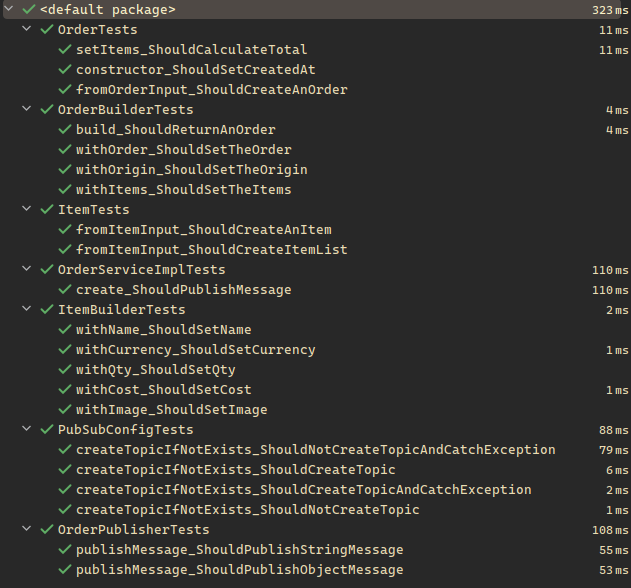 <default package> 323 ms
OrderTests 11 ms
setItems_ShouldCalculateTotal 11 ms
constructor_ShouldSetCreatedAt
fromOrderInput_ShouldCreateAnOrder
OrderBuilderTests 4 ms
build_ShouldReturnAnOrder 4 ms
withOrder_ShouldSetTheOrder
withOrigin_ShouldSetTheOrigin
withItems_ShouldSetTheItems
ItemTests
fromItemInput_ShouldCreateAnItem
fromItemInput_ShouldCreateItemList
OrderServiceImplTests 110 ms
create_ShouldPublishMessage 110 ms
ItemBuilderTests 2 ms
withName_ShouldSetName
withCurrency_ShouldSetCurrency 1 ms
withQty_ShouldSetQty
withCost_ShouldSetCost 1 ms
withImage_ShouldSetImage
PubSubConfigTests 88 ms
createTopicIfNotExists_ShouldNotCreateTopicAndCatchException 79 ms
createTopicIfNotExists_ShouldCreateTopic 6 ms
createTopicIfNotExists_ShouldCreateTopicAndCatchException 2 ms
createTopicIfNotExists_ShouldNotCreateTopic 1 ms
OrderPublisherTests 108 ms
publishMessage_ShouldPublishStringMessage 55 ms
publishMessage_ShouldPublishObjectMessage 53 ms